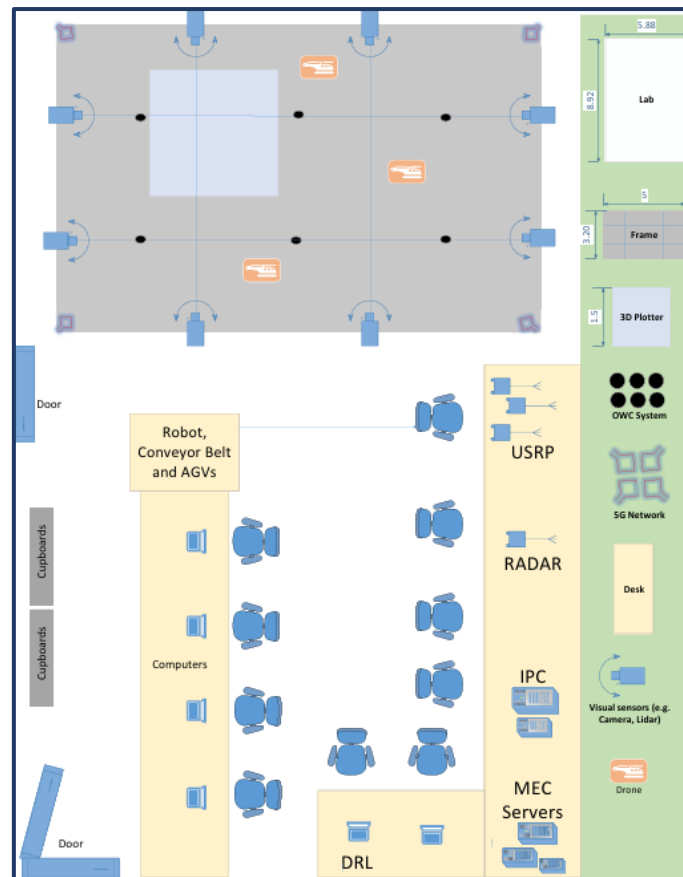 5.88
8.92
Lab
5
3.20
Frame
1.5
3D Plotter
OWC System
5G Network
Desk
Visual sensors (e.g.
Camera, Lidar)
Drone
Door
Robot,
Conveyor Belt
and AGVs
USRP
Cupboards
RADAR
Cupboards
Computers
IPC
MEC
Servers
Door
DRL